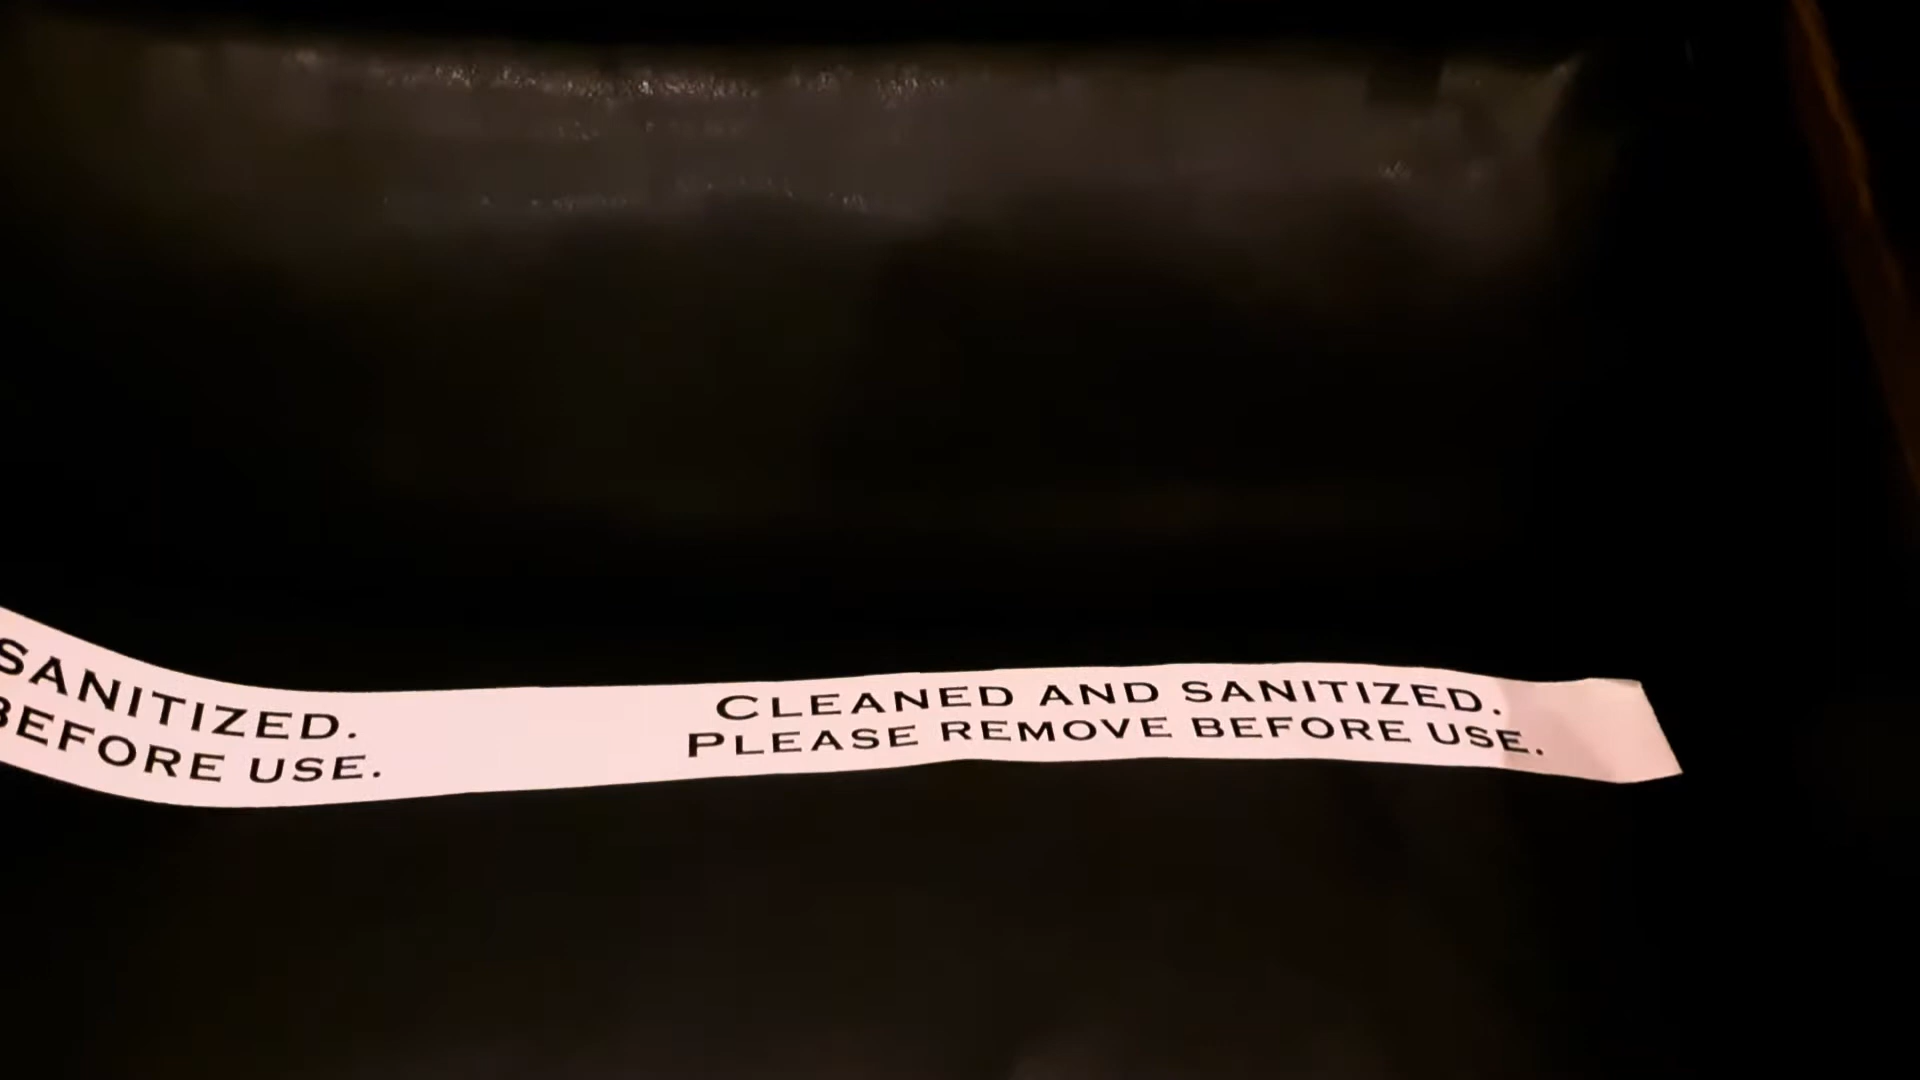 SANITIZED.
BEFORE USE.
CLEANED AND SANITIZED.
PLEASE REMOVE BEFORE USE.